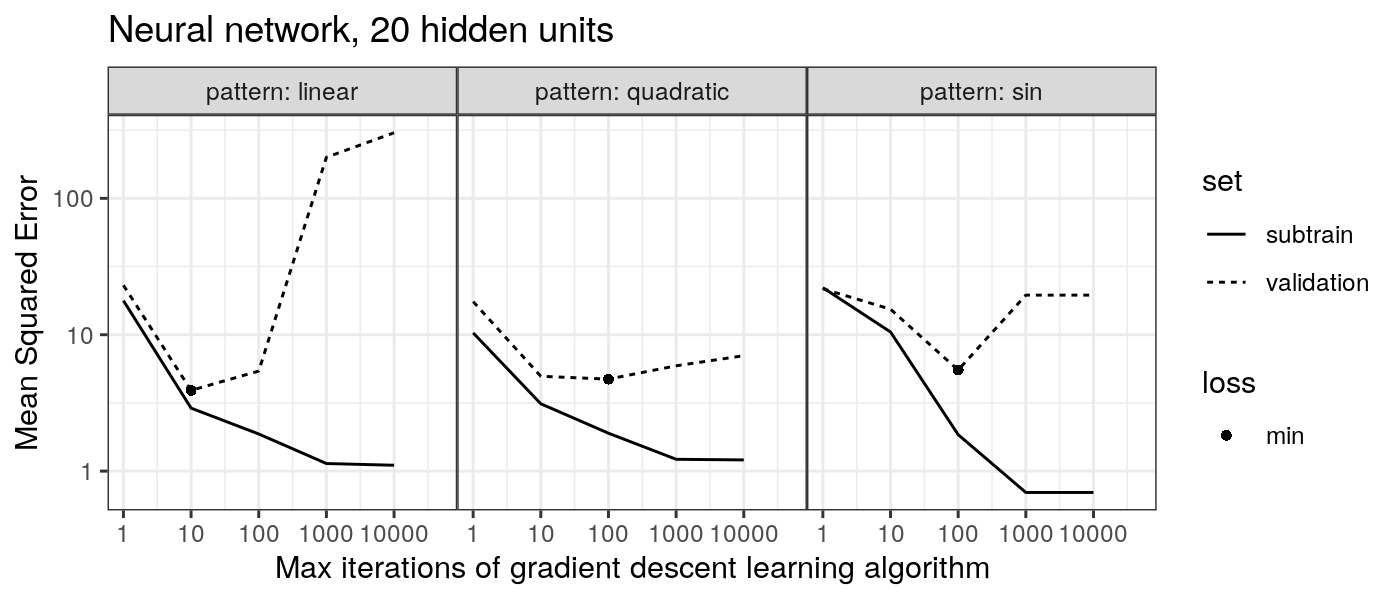 Neural network, 20 hidden units
pattern: linear
pattern: quadratic
pattern: sin
Mean Squared Error
100
10
1
1 10 100 1000 10000
1 10 100 1000 10000
1 10 100 1000 10000
Max iterations of gradient descent learning algorithm
set
subtrain
validation
loss
min